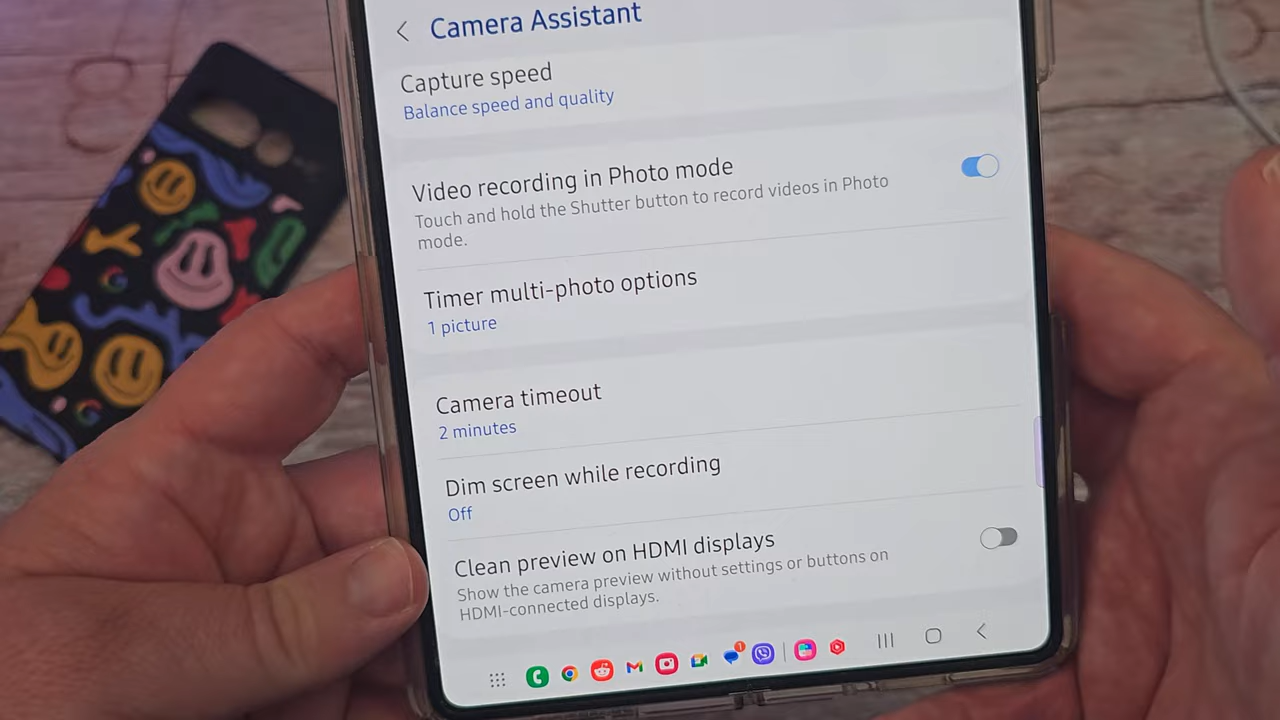 Camera Assistant
Capture speed
Balance speed and quality
Video recording in Photo mode
Touch and hold the Shutter button to record videos in Photo
mode.
Timer multi-photo options
1 picture
Camera timeout
2 minutes
Dim screen while recording
Off
Clean preview on HDMI displays
Show the camera preview without settings or buttons on
HDMI-connected displays.